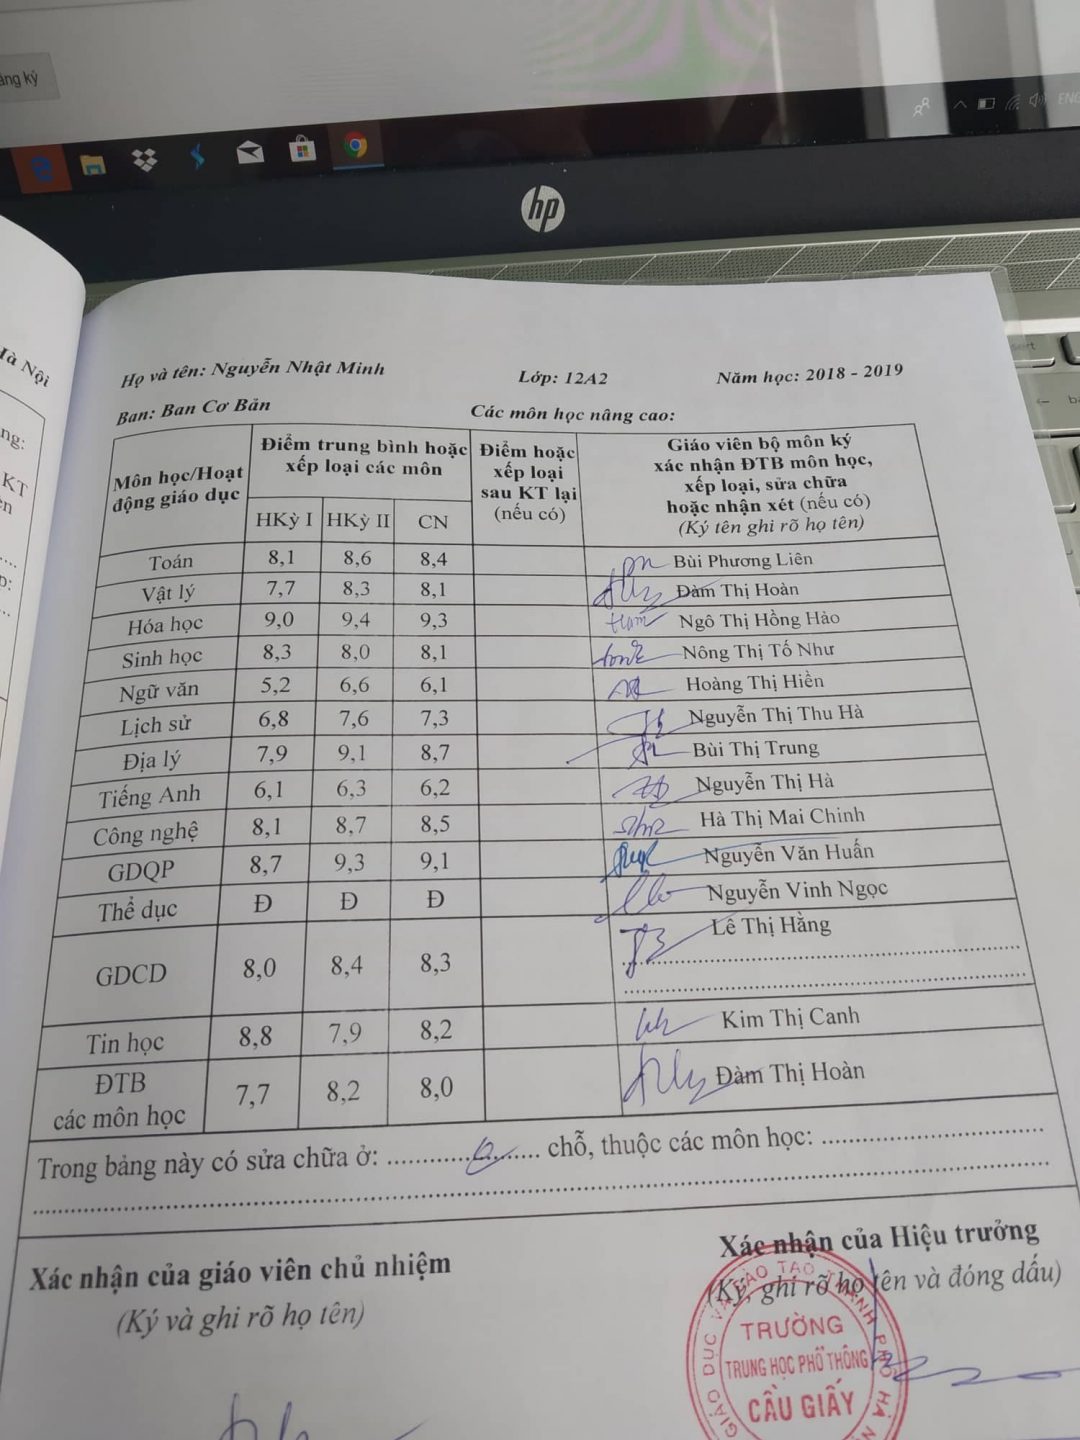 ăng ký
ENG
hp
Hà Nội
KT
Họ và tên: Nguyễn Nhật Minh Lớp: 12A2 Năm học: 2018 - 2019
Ban: Ban Cơ Bản Các môn học nâng cao:
Môn học/Hoạt động giáo dục
Điểm trung bình hoặc
xếp loại các môn
HKỳ I HKỳ II CN
Điểm hoặc
xếp loại
sau KT lại
(nếu có)
Giáo viên bộ môn ký
xác nhận ĐTB môn học,
xếp loại, sửa chữa
hoặc nhận xét (nếu có)
(Ký tên ghi rõ họ tên)
Toán 8,1 8,6 8,4 Bùi Phương Liên
Vật lý 7,7 8,3 8,1 Đàm Thị Hoàn
Hóa học 9,0 9,4 9,3 Ngô Thị Hồng Hảo
Sinh học 8,3 8,0 8,1 Nông Thị Tố Như
Ngữ văn 5,2 6,6 6,1 Hoàng Thị Hiền
Lịch sử 6,8 7,6 7,3 Nguyễn Thị Thu Hà
Địa lý 7,9 9,1 8,7 Bùi Thị Trung
Tiếng Anh 6,1 6,3 6,2 Nguyễn Thị Hà
Công nghệ 8,1 8,7 8,5 Hà Thị Mai Chinh
GDQP 8,7 9,3 9,1 Nguyễn Văn Huấn
Thể dục Đ Đ Đ Nguyễn Vinh Ngọc
GDCD 8,0 8,4 8,3 Lê Thị Hằng
Tin học 8,8 7,9 8,2 Kim Thị Canh
ĐTB
các môn học 7,7 8,2 8,0 Đàm Thị Hoàn
Trong bảng này có sửa chữa ở: ........................ chỗ, thuộc các môn học: ..............................
Xác nhận của giáo viên chủ nhiệm
(Ký và ghi rõ họ tên)
Xác nhận của Hiệu trưởng
(Ký, ghi rõ họ tên và đóng dấu)
GIÁO DỤC VÀ ĐÀO TẠO THÀNH PHỐ HÀ
TRƯỜNG
TRUNG HỌC PHỔ THÔNG
CẦU GIẤY